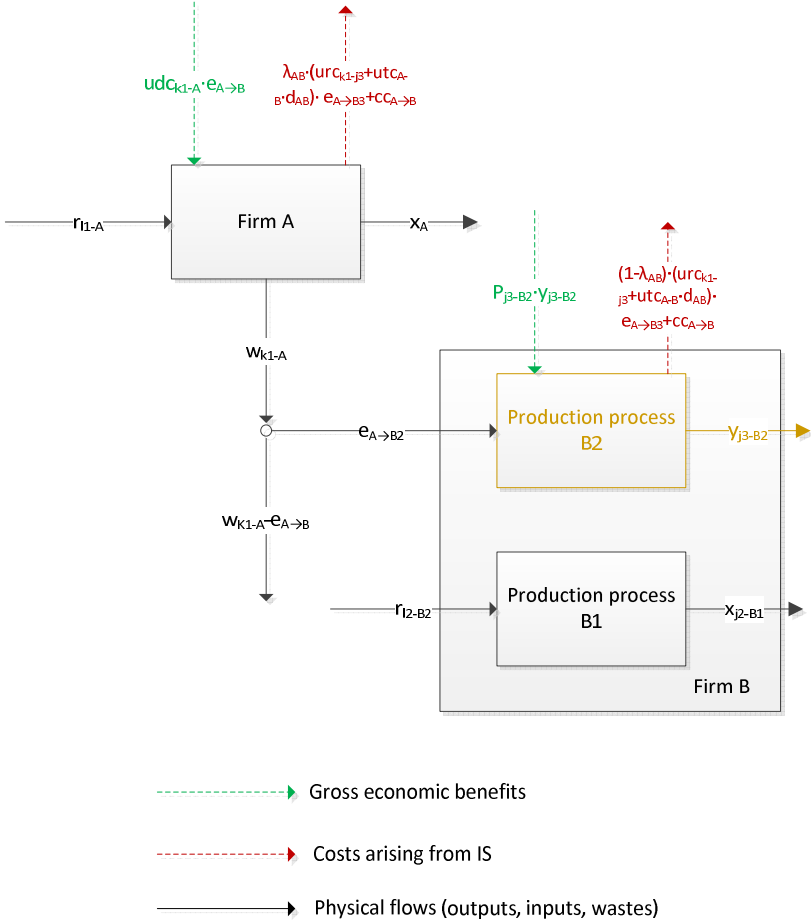 udck1-A·eA→B
λAB·(urck1-j3+utcA-
B·dAB)· eA→B3+ccA→B
rI1-A
Firm A
xA
Pj3-B2·yj3-B2
(1-λAB)·(urck1-
j3+utcA-B·dAB)·
eA→B3+ccA→B
wk1-A
eA→B2
Production process
B2
yj3-B2
wK1-A-eA→B
rI2-B2
Production process
B1
xj2-B1
Firm B
Gross economic benefits
Costs arising from IS
Physical flows (outputs, inputs, wastes)